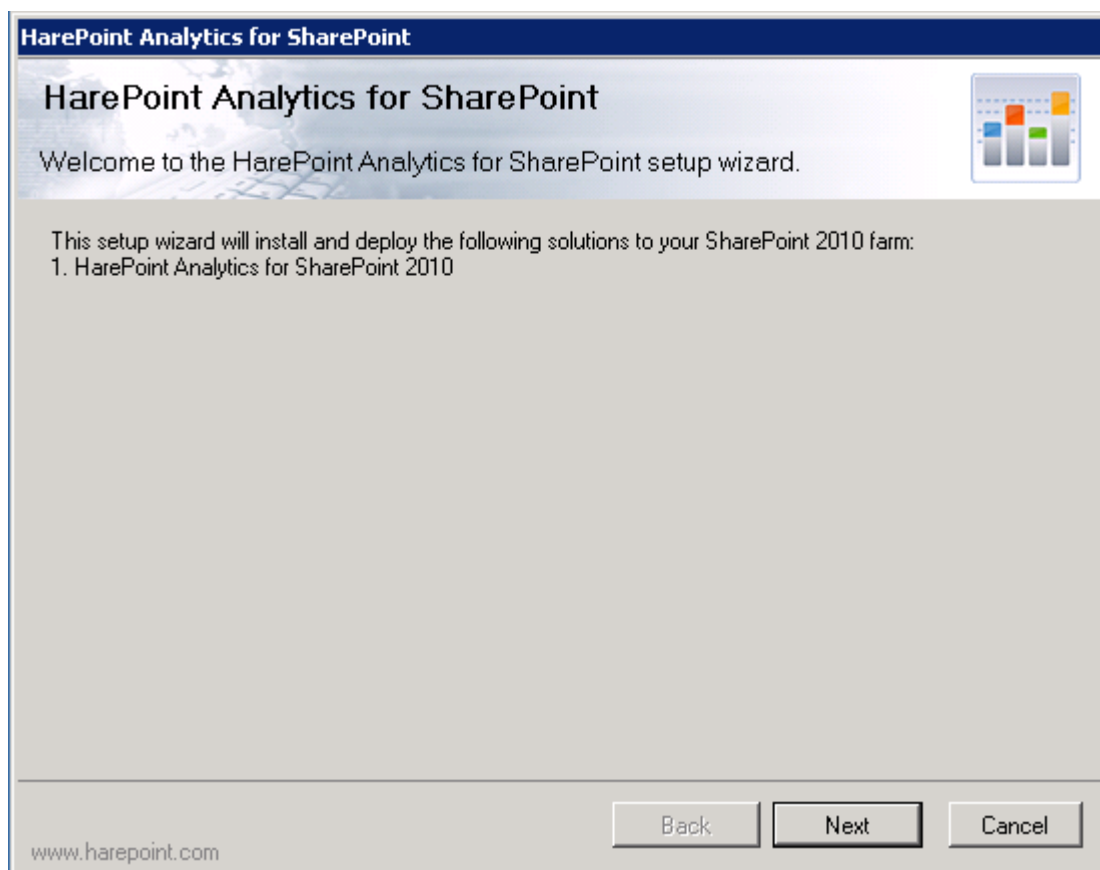 HarePoint Analytics for SharePoint
HarePoint Analytics for SharePoint
Welcome to the HarePoint Analytics for SharePoint setup wizard.
This setup wizard will install and deploy the following solutions to your SharePoint 2010 farm:
1. HarePoint Analytics for SharePoint 2010
Back
Next
Cancel
www.harepoint.com